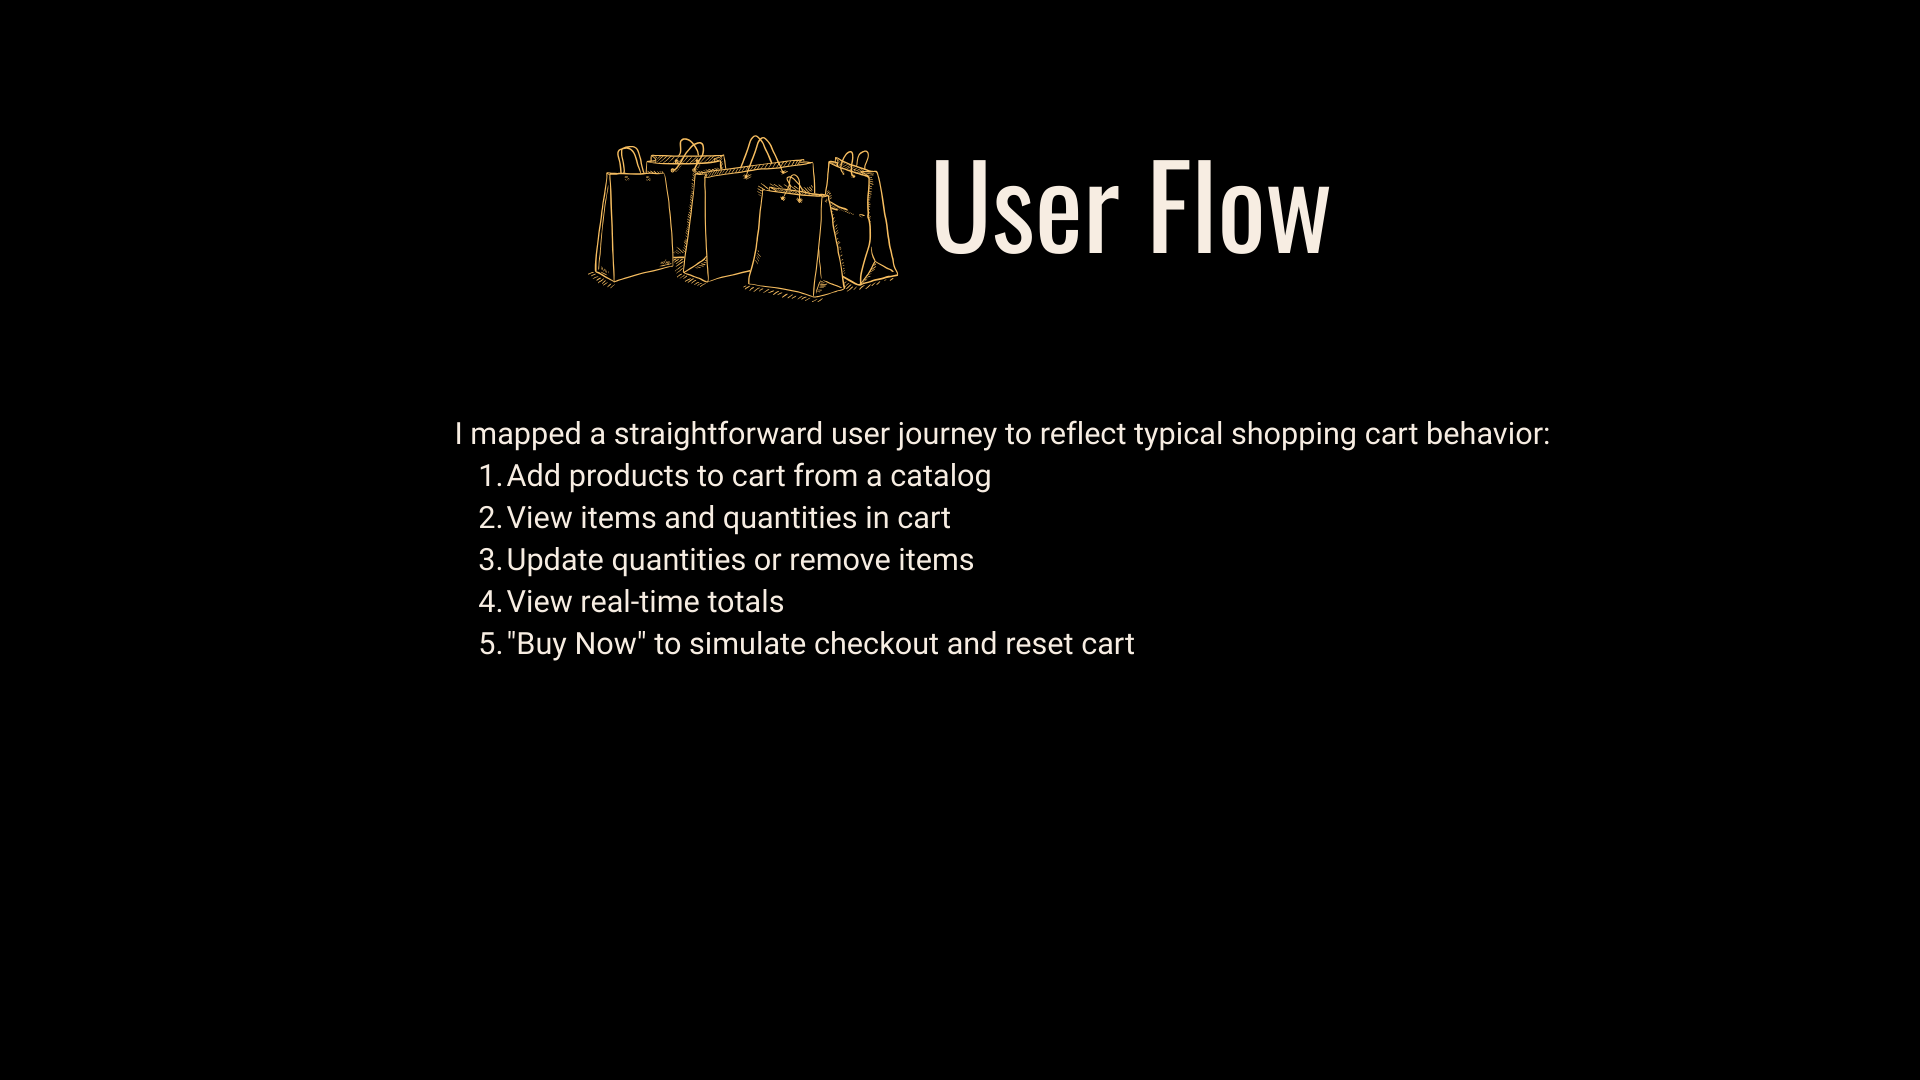 User Flow
I mapped a straightforward user journey to reflect typical shopping cart behavior:
1. Add products to cart from a catalog
2. View items and quantities in cart
3. Update quantities or remove items
4. View real-time totals
5. "Buy Now" to simulate checkout and reset cart